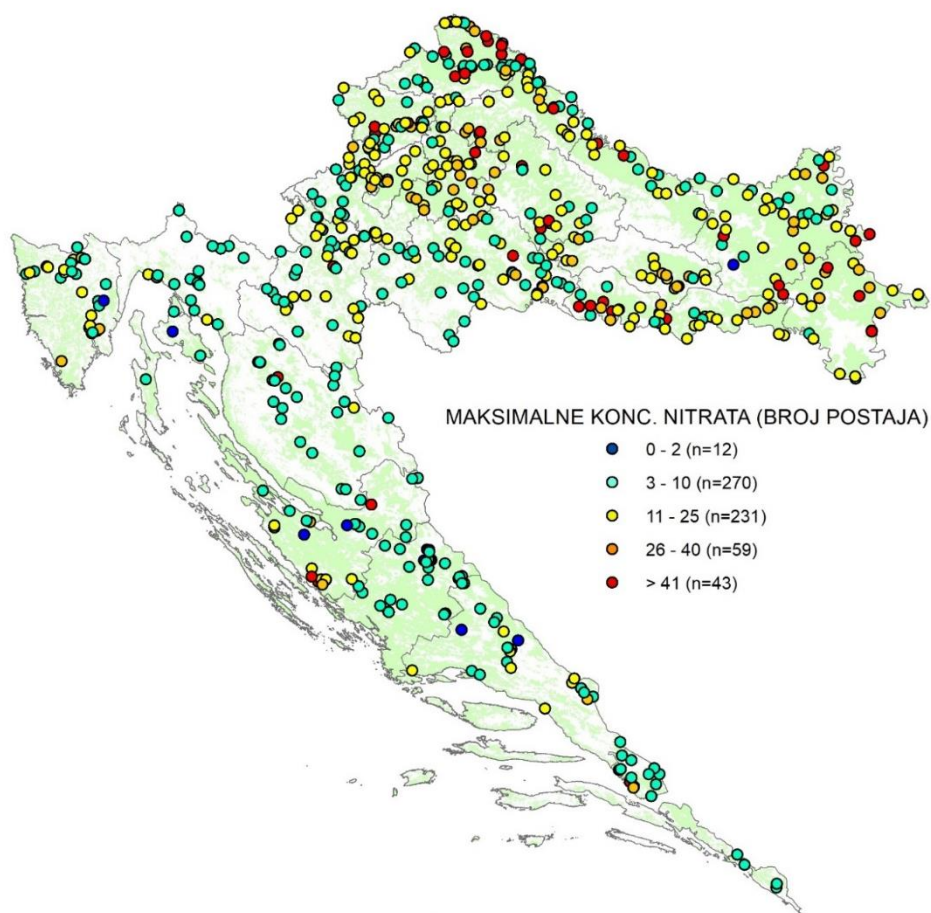 MAKSIMALNE KONC. NITRATA (BROJ POSTAJA)
0 - 2 (n=12)
3 - 10 (n=270)
11 - 25 (n=231)
26 - 40 (n=59)
> 41 (n=43)